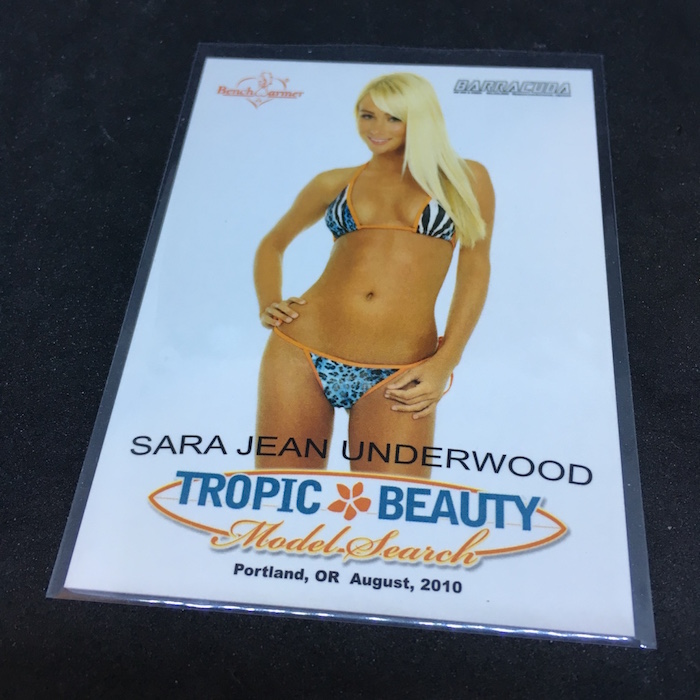 BenchWarmer
BARRACUDA
SARA JEAN UNDERWOOD
TROPIC BEAUTY
Model Search
Portland, OR August, 2010